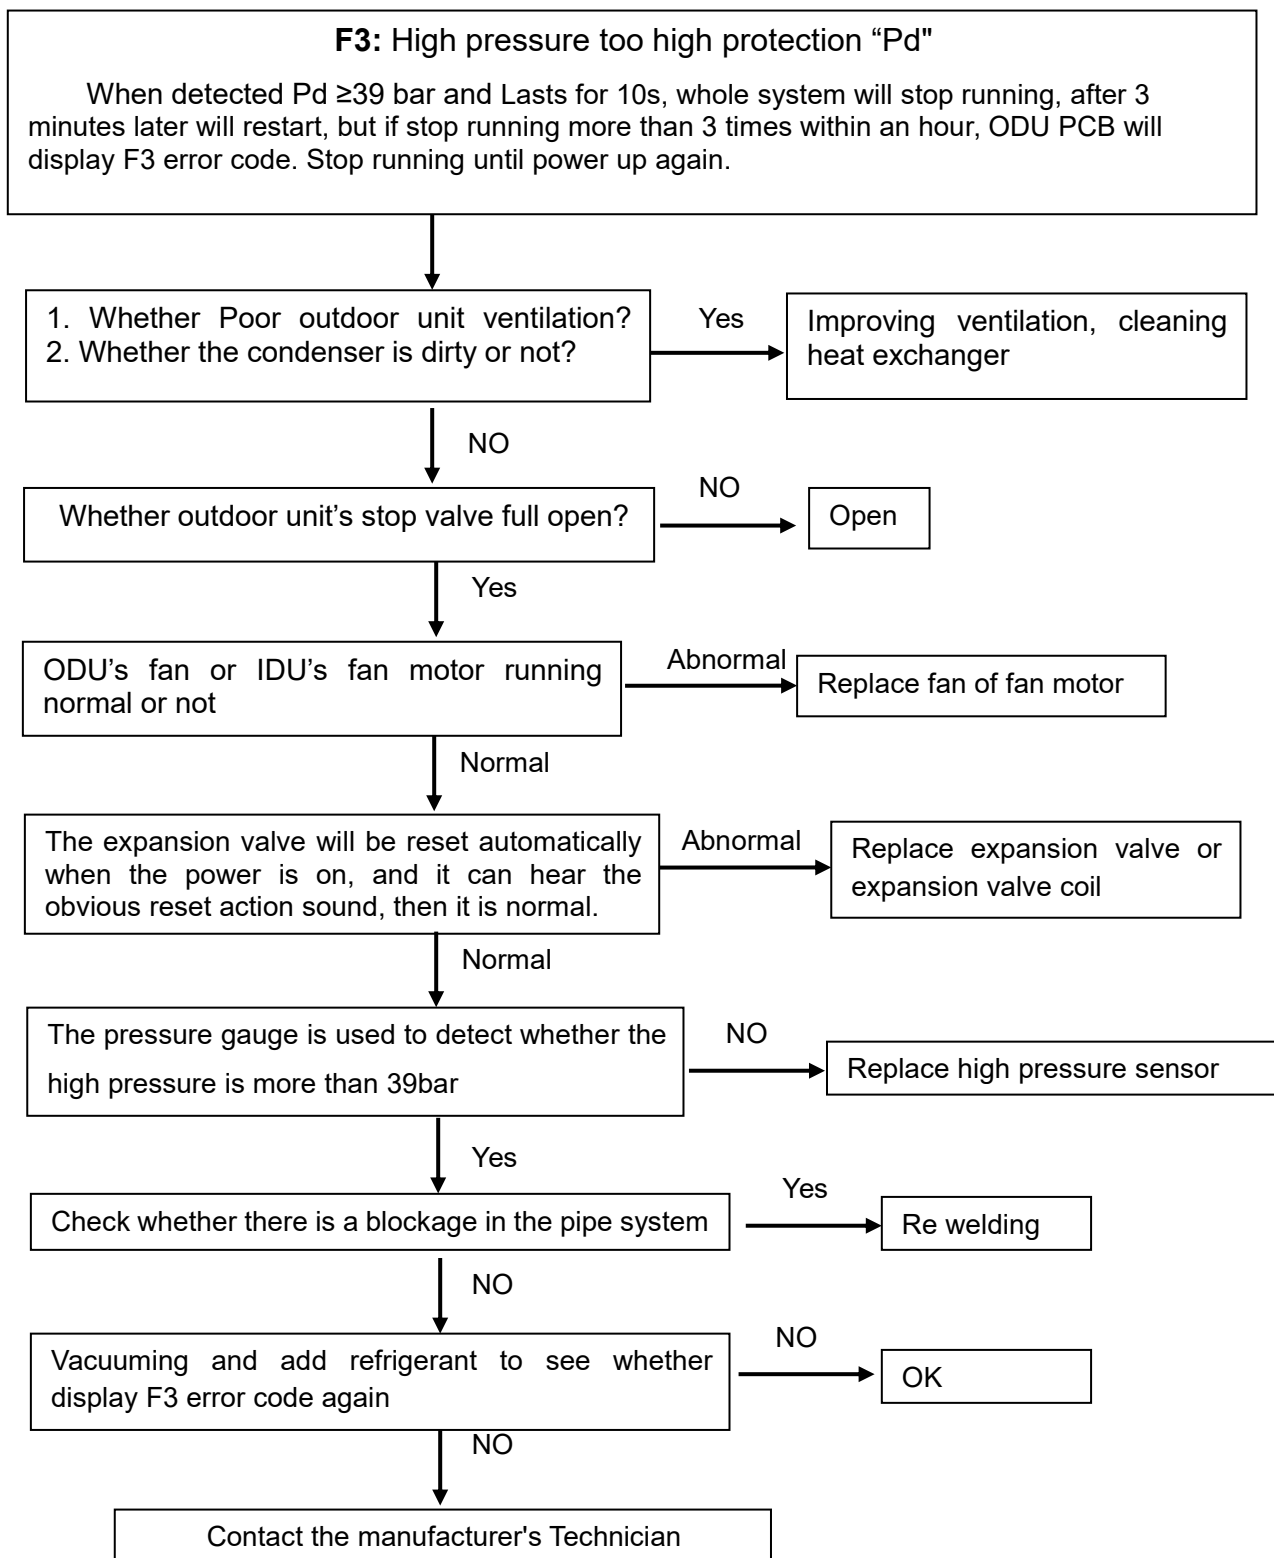 F3: High pressure too high protection “Pd"
When detected Pd ≥39 bar and Lasts for 10s, whole system will stop running, after 3
minutes later will restart, but if stop running more than 3 times within an hour, ODU PCB will
display F3 error code. Stop running until power up again.
1. Whether Poor outdoor unit ventilation?
2. Whether the condenser is dirty or not?
Yes
Improving ventilation, cleaning
heat exchanger
NO
Whether outdoor unit’s stop valve full open?
NO
Open
Yes
ODU’s fan or IDU’s fan motor running
normal or not
Abnormal
Replace fan of fan motor
Normal
The expansion valve will be reset automatically
when the power is on, and it can hear the
obvious reset action sound, then it is normal.
Abnormal
Replace expansion valve or
expansion valve coil
Normal
The pressure gauge is used to detect whether the
high pressure is more than 39bar
NO
Replace high pressure sensor
Yes
Check whether there is a blockage in the pipe system
Yes
Re welding
NO
Vacuuming and add refrigerant to see whether
display F3 error code again
NO
OK
NO
Contact the manufacturer's Technician